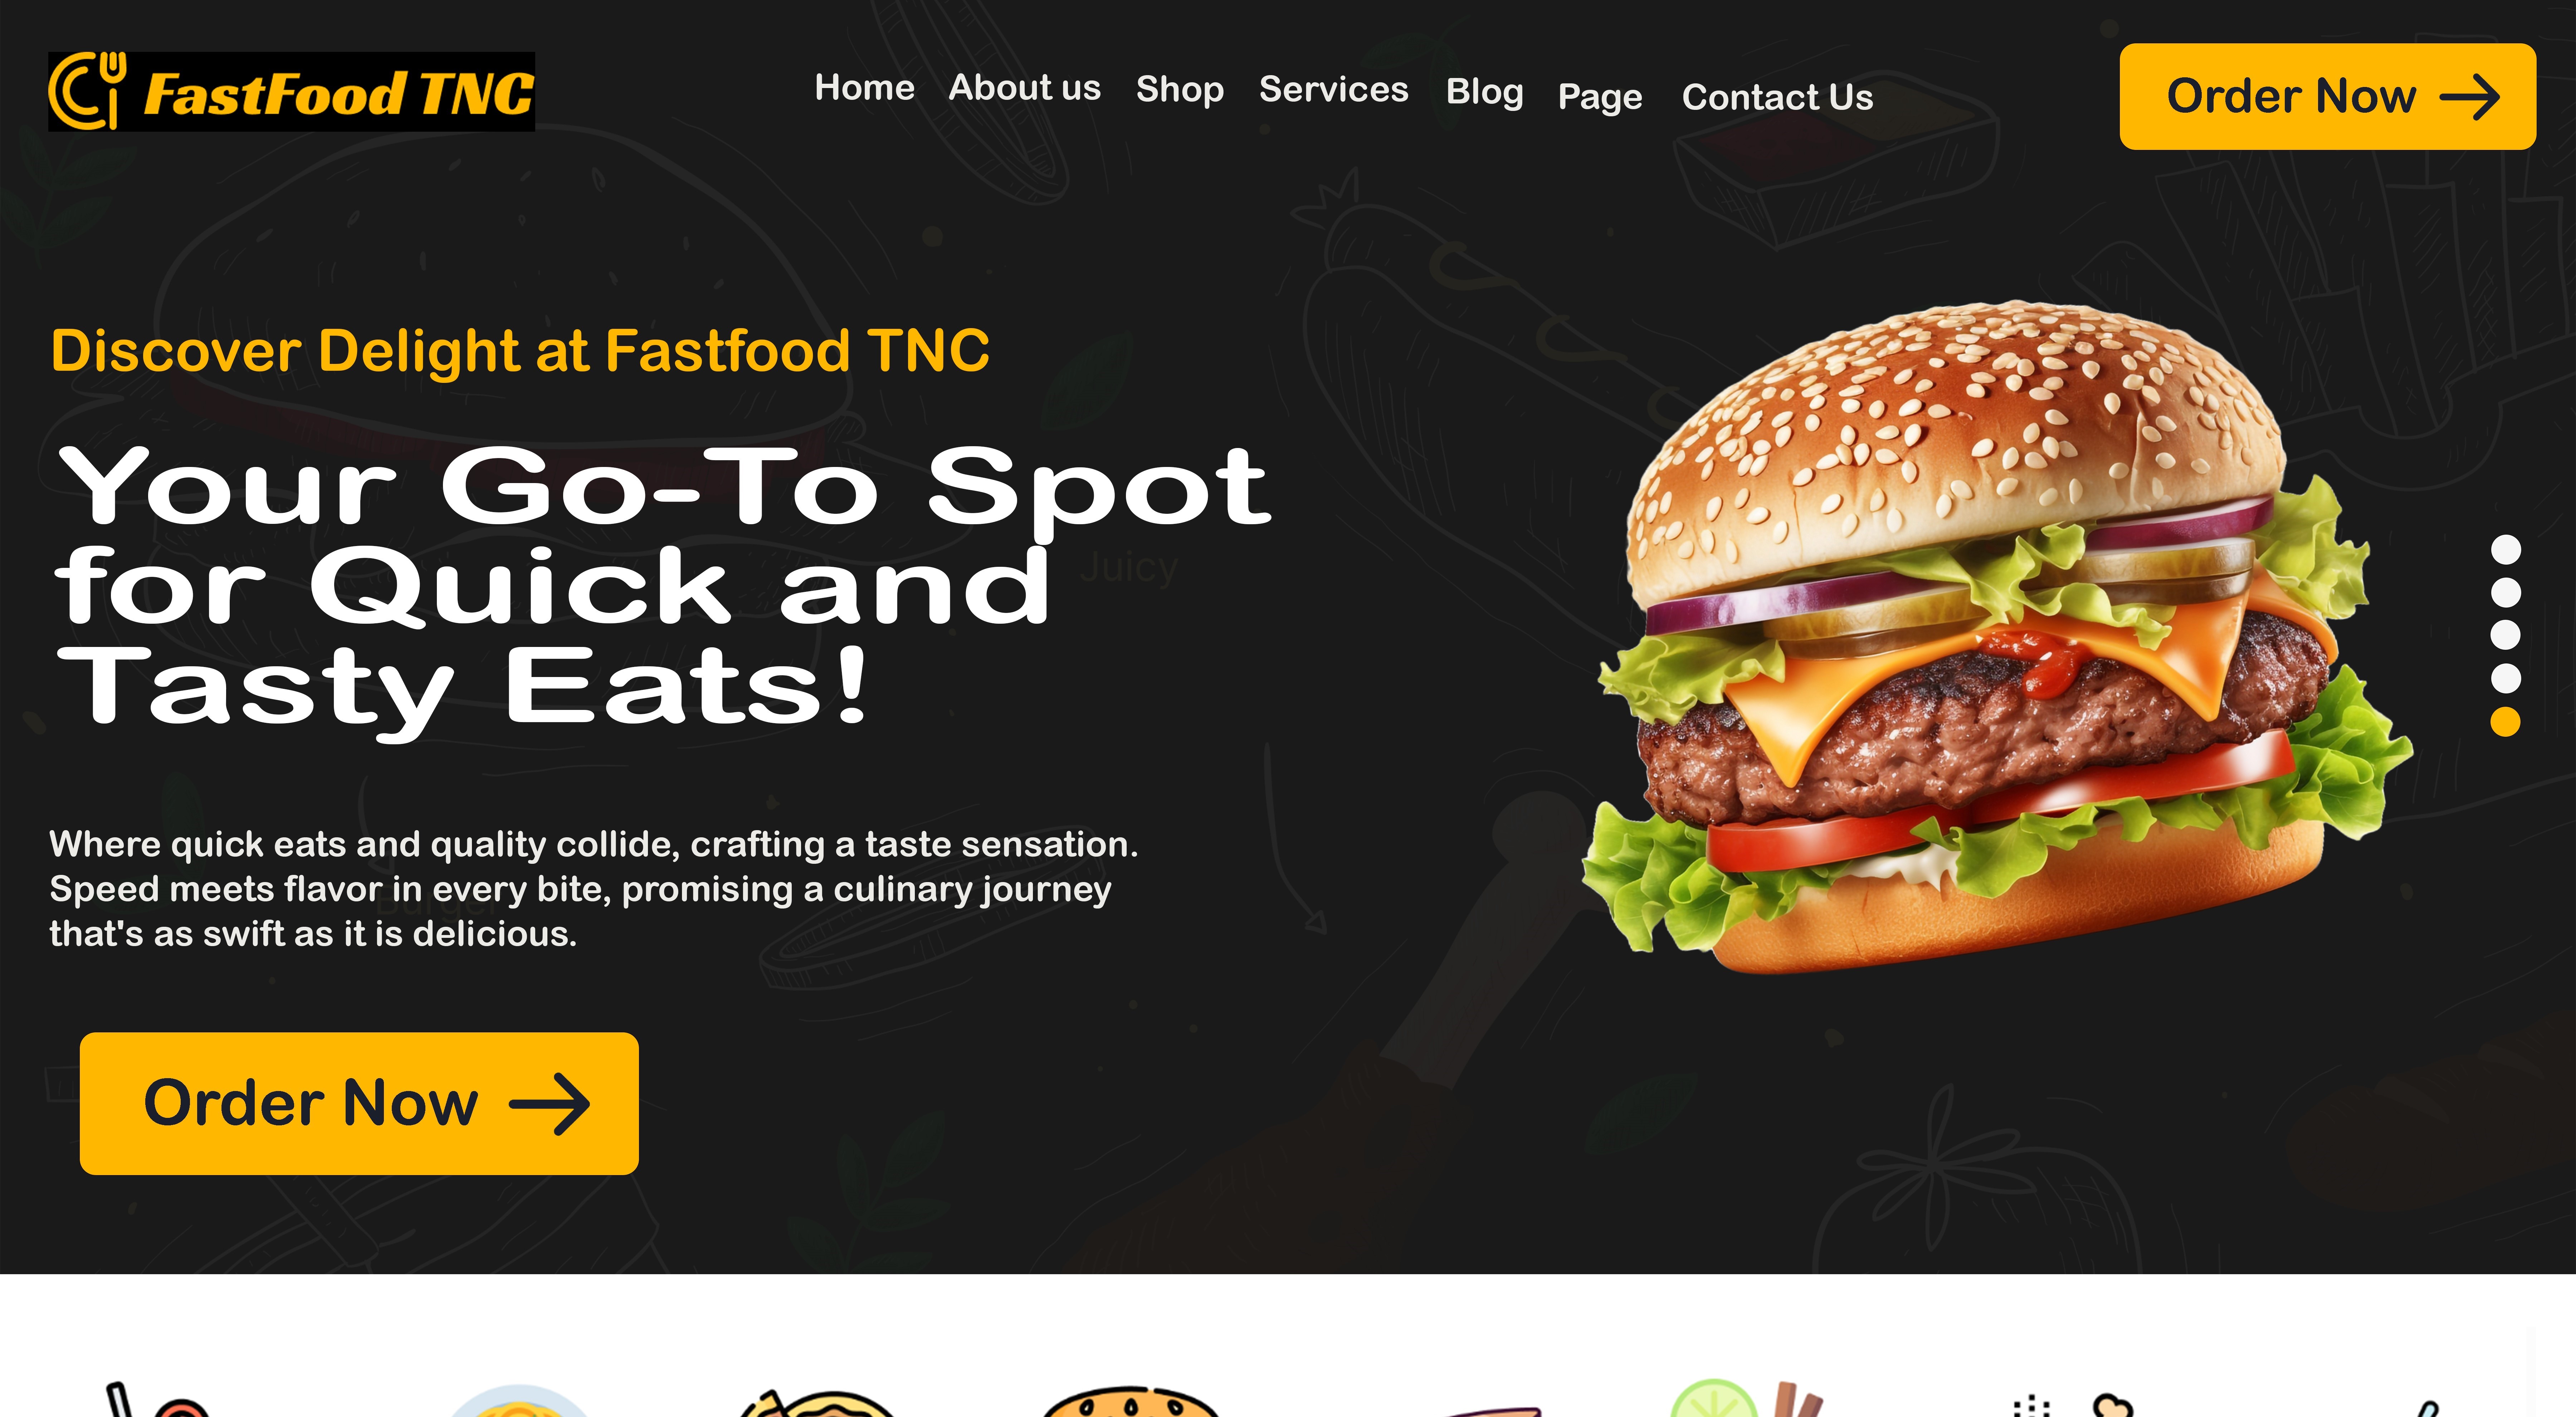 FastFood TNC
Home About us Shop Services Blog Page Contact Us
Order Now
Discover Delight at Fastfood TNC
Your Go-To Spot
for Quick and
Tasty Eats!
Juicy
Where quick eats and quality collide, crafting a taste sensation.
Speed meets flavor in every bite, promising a culinary journey
Burger
that's as swift as it is delicious.
Order Now